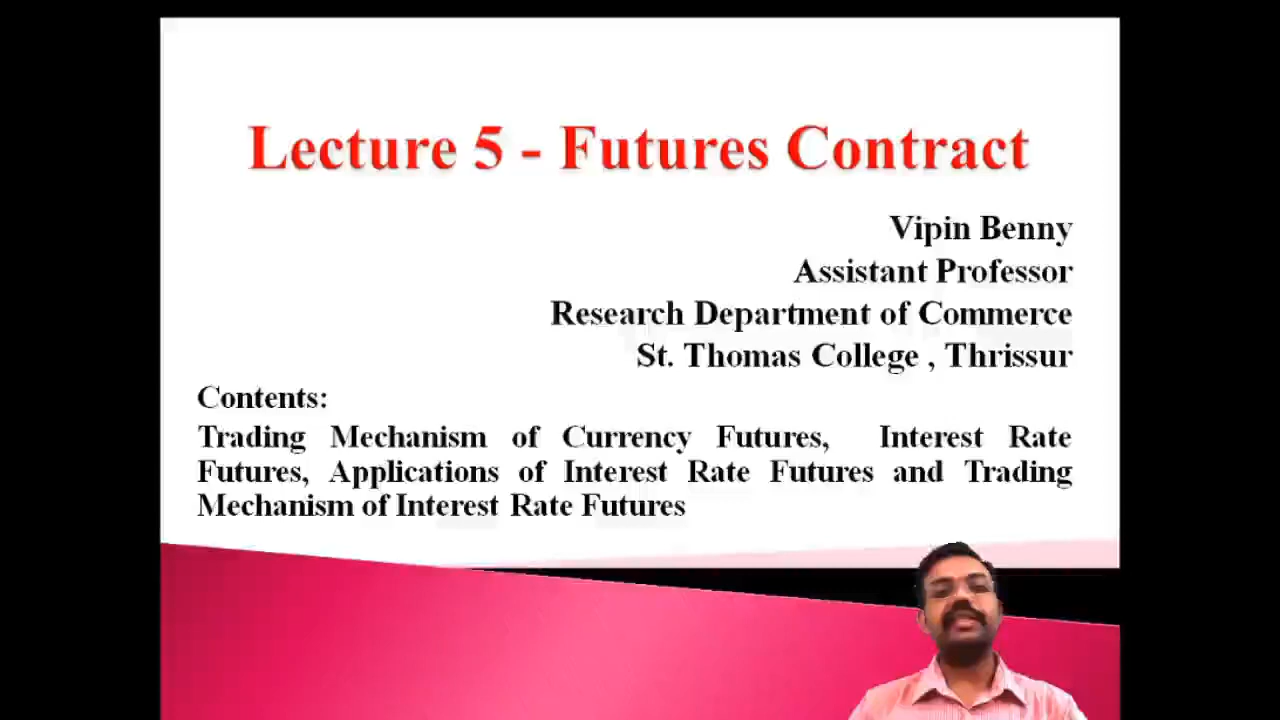 Lecture 5 - Futures Contract
Vipin Benny
Assistant Professor
Research Department of Commerce
St. Thomas College , Thrissur
Contents:
Trading Mechanism of Currency Futures, Interest Rate
Futures, Applications of Interest Rate Futures and Trading
Mechanism of Interest Rate Futures